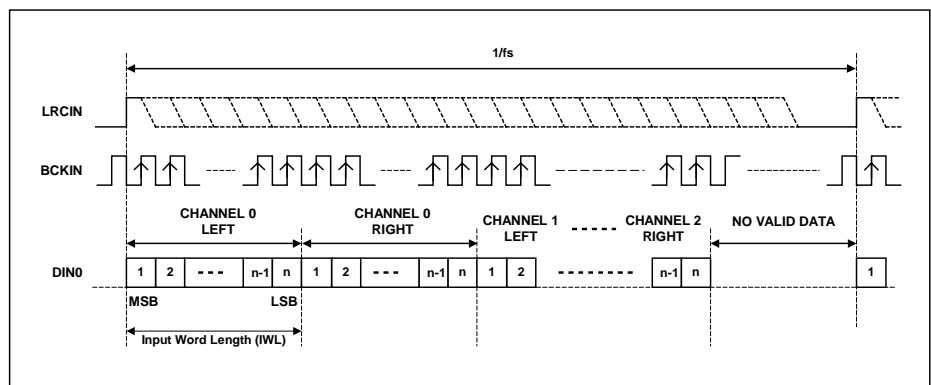 1/fs
LRCIN
BCKIN
CHANNEL 0
LEFT
CHANNEL 0
RIGHT
CHANNEL 1
LEFT
CHANNEL 2
RIGHT
NO VALID DATA
DIN0
1 2 n-1 n 1 2 n-1 n 1 2 n-1 n 1
MSB LSB
Input Word Length (IWL)